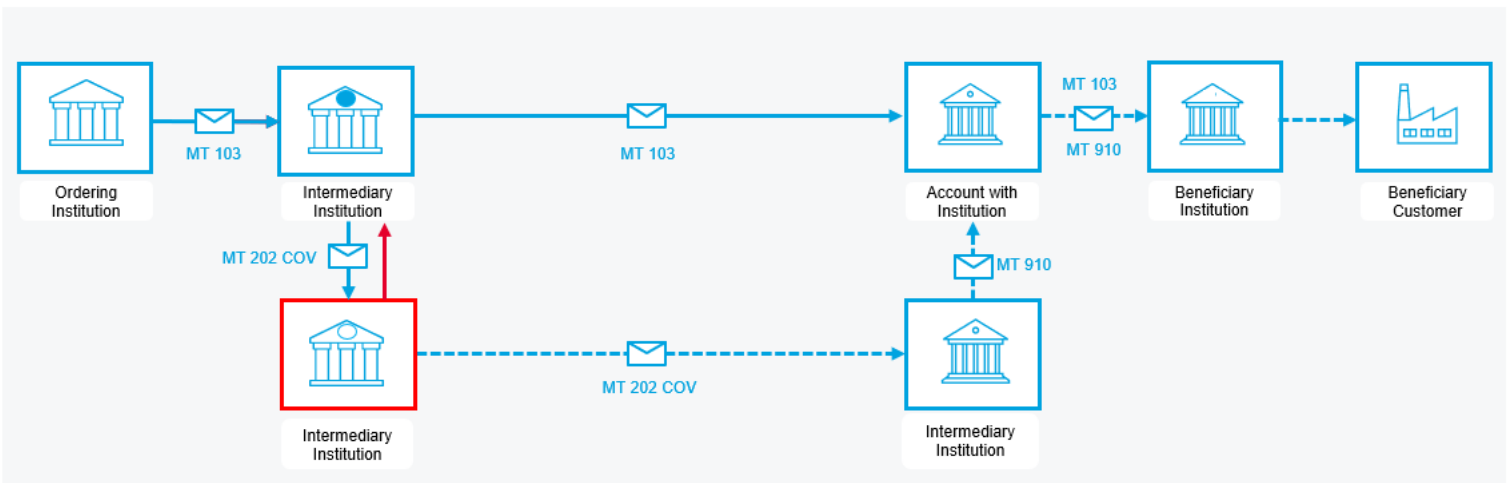 MT 103
MT 103
MT 103
MT 910
Ordering
Institution
Intermediary
Institution
Account with
Institution
Beneficiary
Institution
Beneficiary
Customer
MT 202 COV
MT 910
MT 202 COV
Intermediary
Institution
Intermediary
Institution